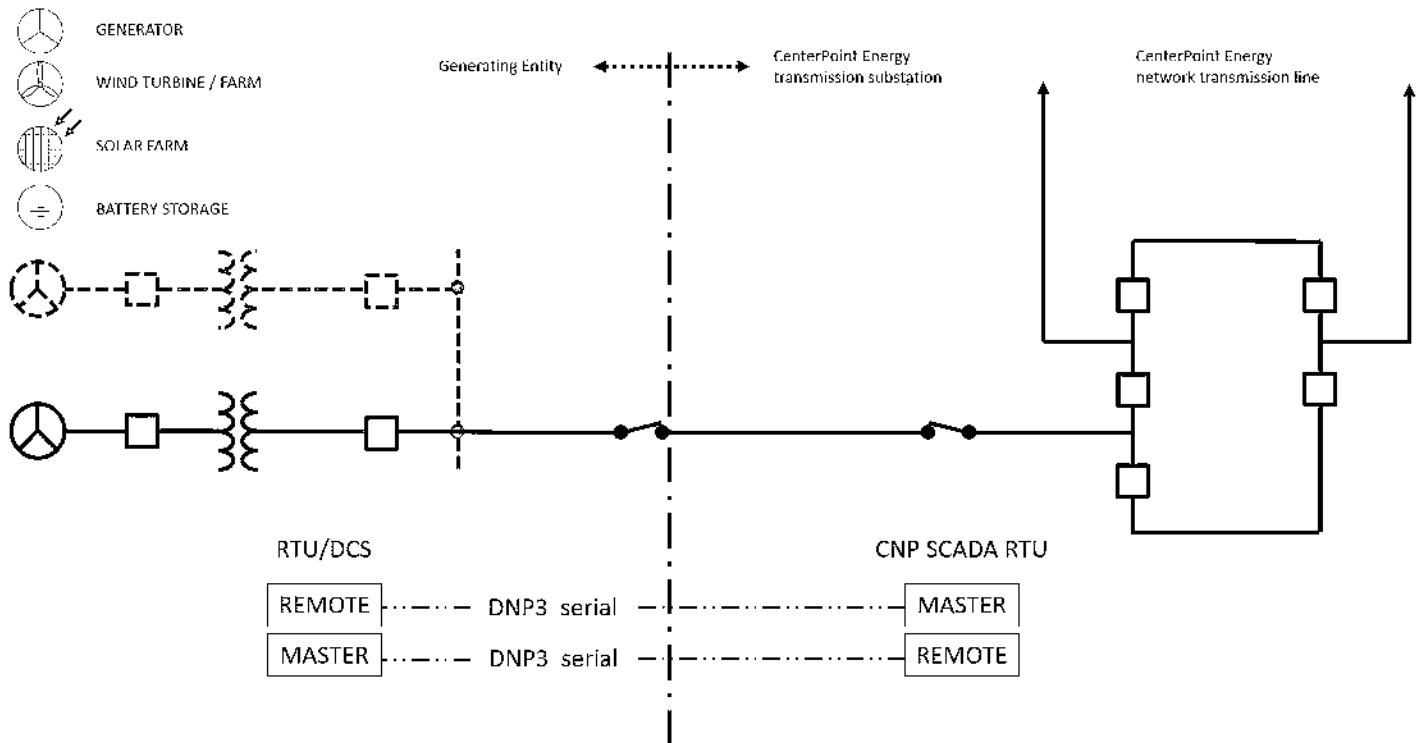 GENERATOR
WIND TURBINE / FARM
SOLAR FARM
BATTERY STORAGE
Generating Entity
CenterPoint Energy
transmission substation
CenterPoint Energy
network transmission line
RTU/DCS
CNP SCADA RTU
REMOTE
DNP3 serial
MASTER
MASTER
DNP3 serial
REMOTE